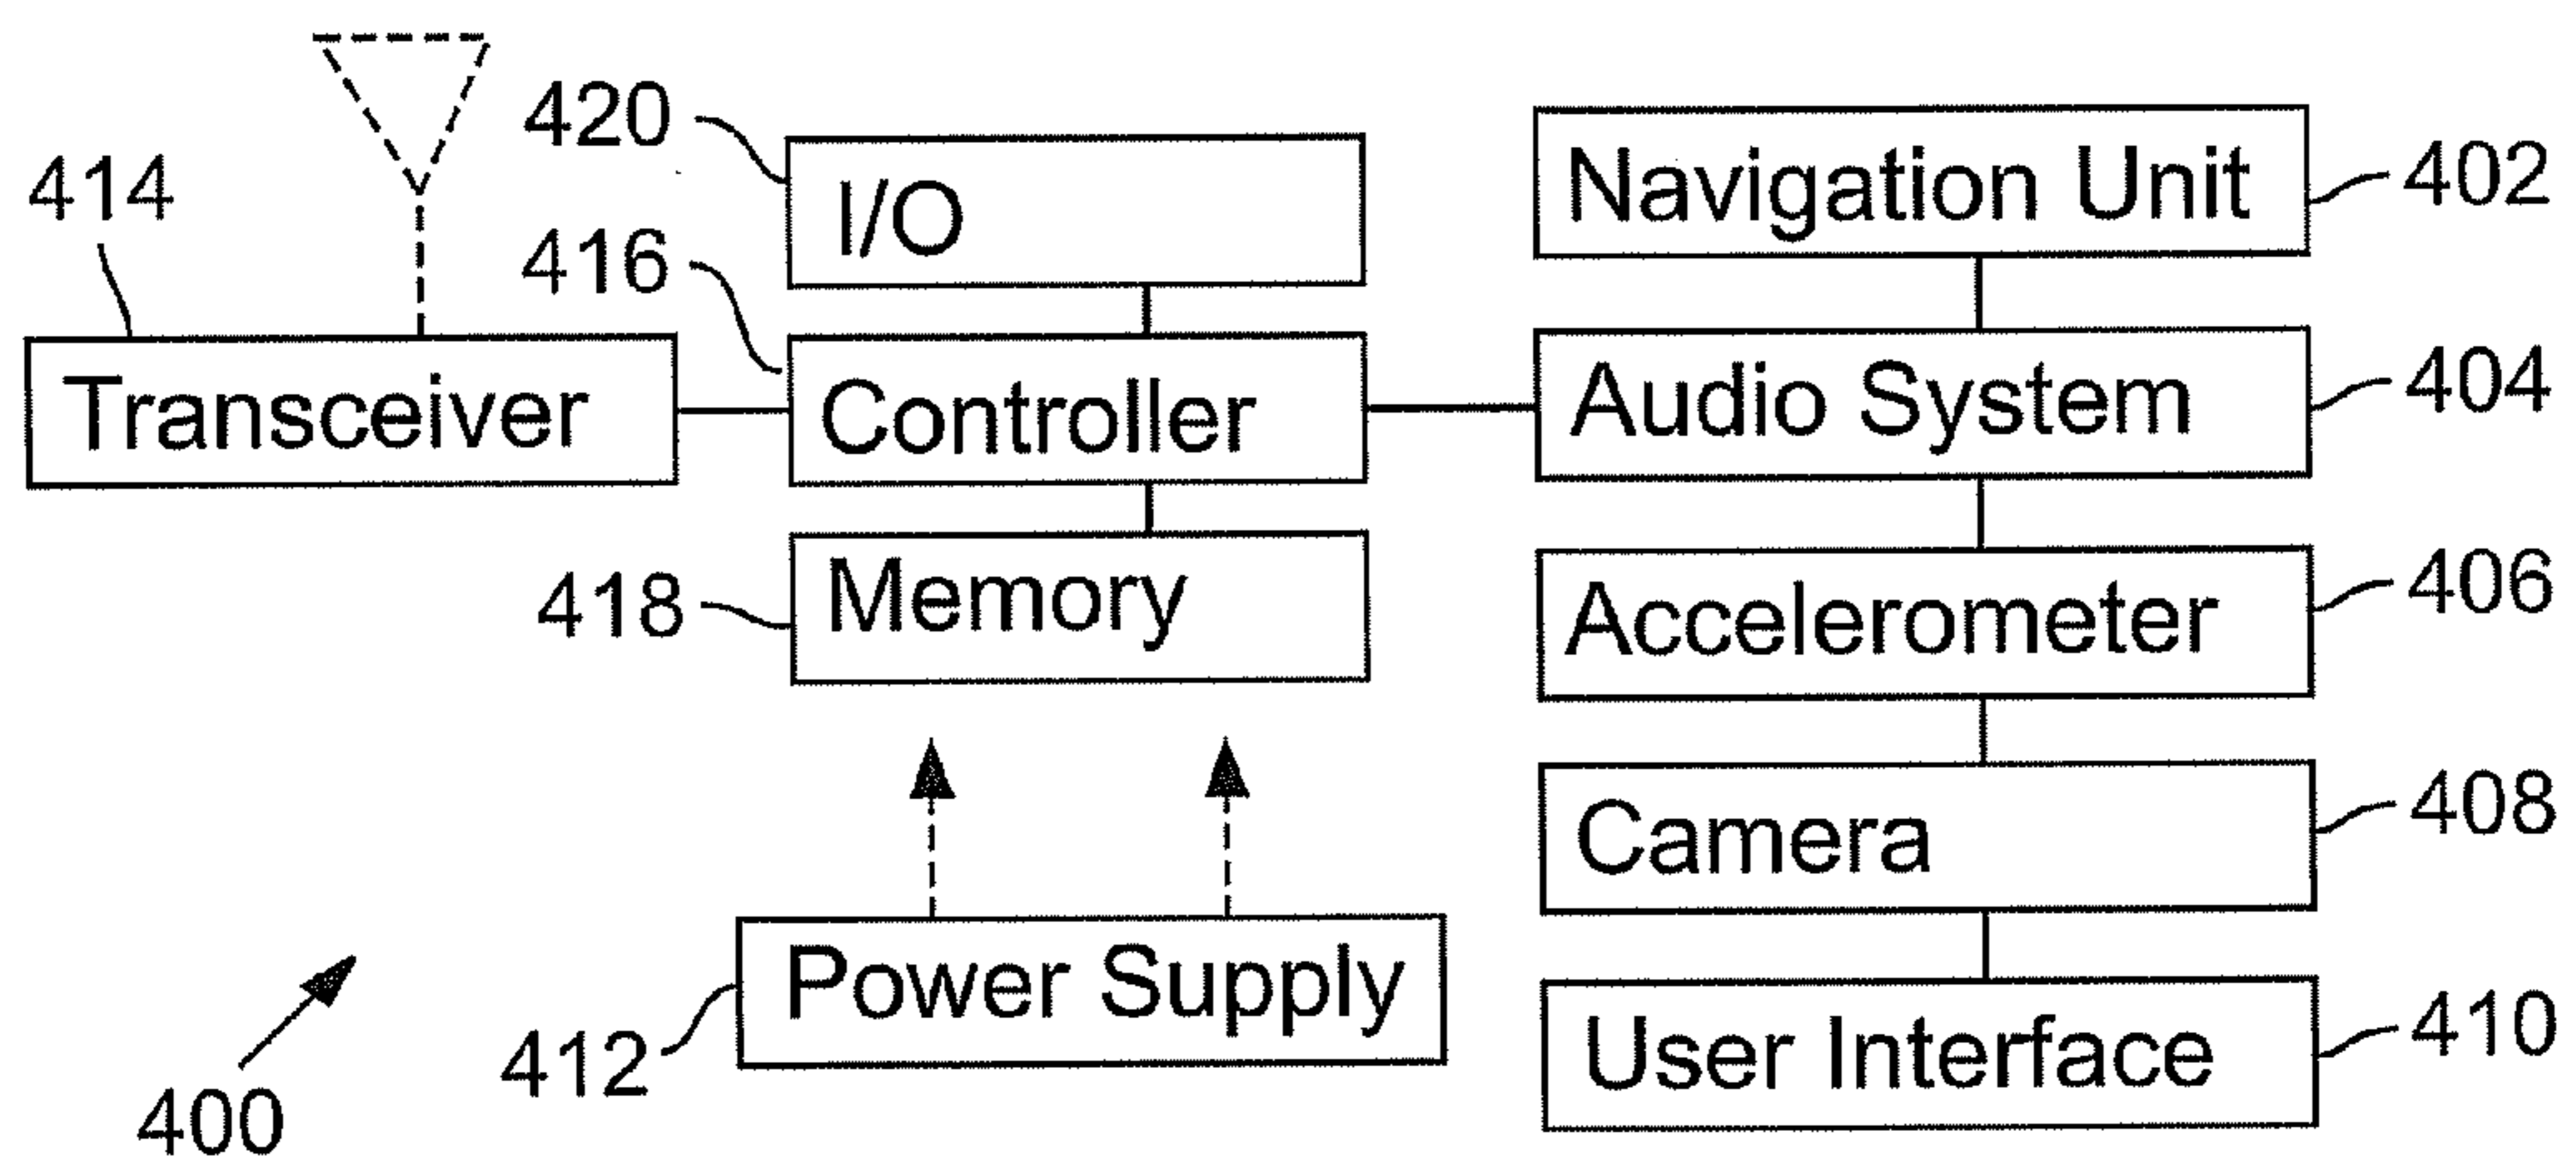 420
I/O
Navigation Unit
402
414
416
Transceiver
Controller
Audio System
404
418
Memory
Accelerometer
406
Camera
408
Power Supply
412
User Interface
410
400